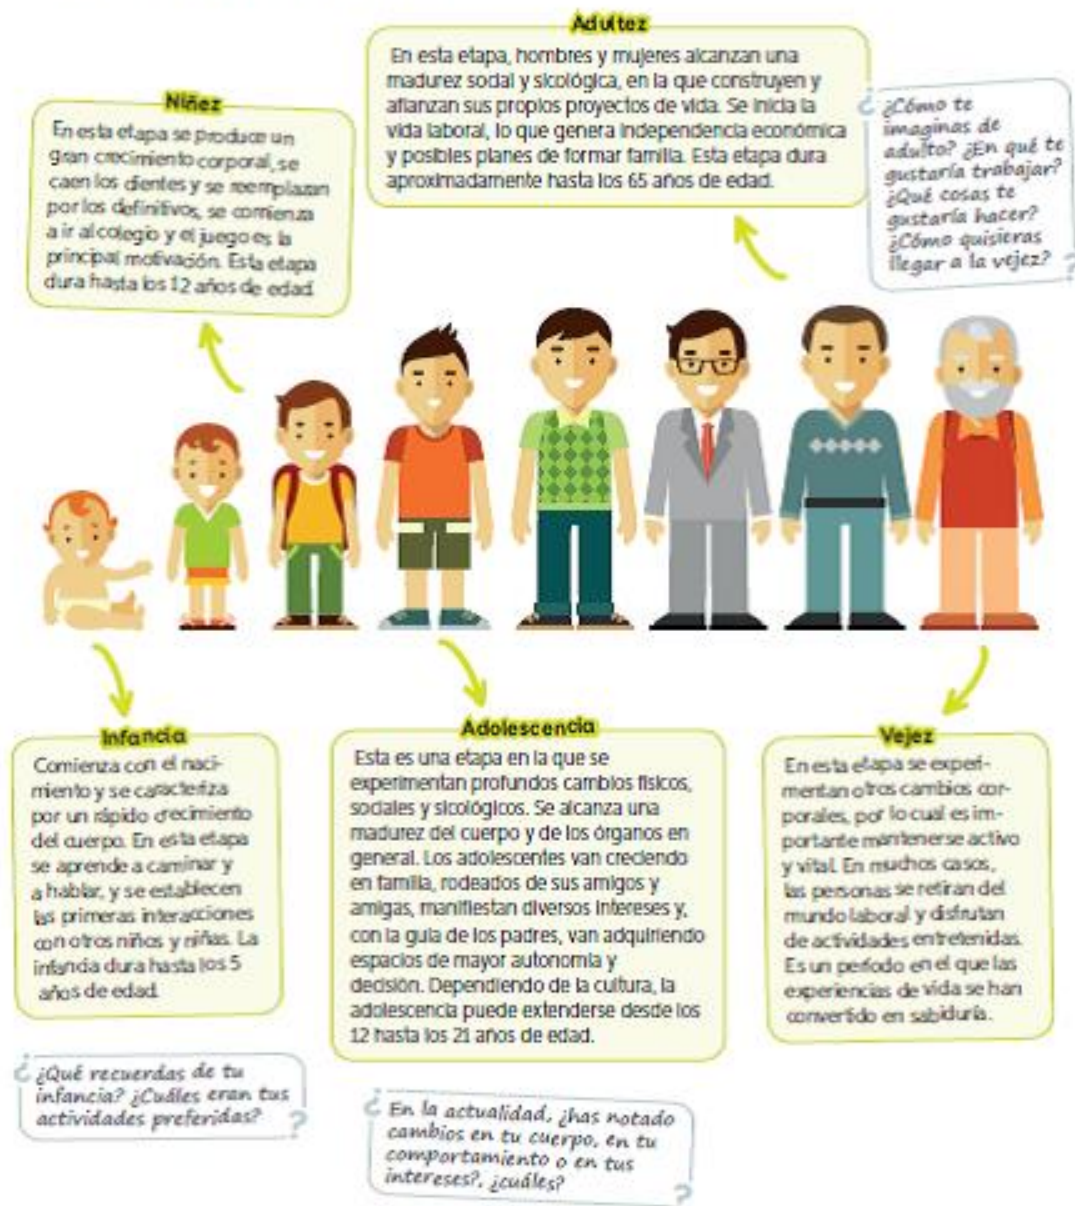 Adultez
En esta etapa, hombres y mujeres alcanzan una
madurez social y sicológica, en la que construyen y
afianzan sus propios proyectos de vida. Se inicia la
vida laboral, lo que genera independencia económica
y posibles planes de formar familia. Esta etapa dura
aproximadamente hasta los 65 años de edad.
Niñez
En esta etapa se produce un
gran crecimiento corporal, se
caen los dientes y se reemplazan
por los definitivos, se comienza
a ir al colegio y el juego es la
principal motivación. Esta etapa
dura hasta los 12 años de edad
¿ ¿Cómo te
imaginas de
adulto? ¿En qué te
gustaría trabajar?
¿Qué cosas te
gustaría hacer?
¿Cómo quisieras
llegar a la vejez? ?
Infancia
Comienza con el naci-
miento y se caracteriza
por un rápido crecimiento
del cuerpo. En esta etapa
se aprende a caminar y
a hablar, y se establecen
las primeras interacciones
con otros niños y niñas. La
infancia dura hasta los 5
años de edad.
Adolescencia
Esta es una etapa en la que se
experimentan profundos cambios físicos,
sociales y sicológicos. Se alcanza una
madurez del cuerpo y de los órganos en
general. Los adolescentes van creciendo
en familia, rodeados de sus amigos y
amigas, manifiestan diversos intereses y,
con la guía de los padres, van adquiriendo
espacios de mayor autonomía y
decisión. Dependiendo de la cultura, la
adolescencia puede extenderse desde los
12 hasta los 21 años de edad.
Vejez
En esta etapa se experi-
mentan otros cambios cor-
porales, por lo cual es im-
portante mantenerse activo
y vital. En muchos casos,
las personas se retiran del
mundo laboral y disfrutan
de actividades entretenidas.
Es un período en el que las
experiencias de vida se han
convertido en sabiduría.
¿ ¿Qué recuerdas de tu
infancia? ¿Cuáles eran tus
actividades preferidas? ?
¿ En la actualidad, ¿has notado
cambios en tu cuerpo, en tu
comportamiento o en tus
intereses?, ¿cuáles? ?